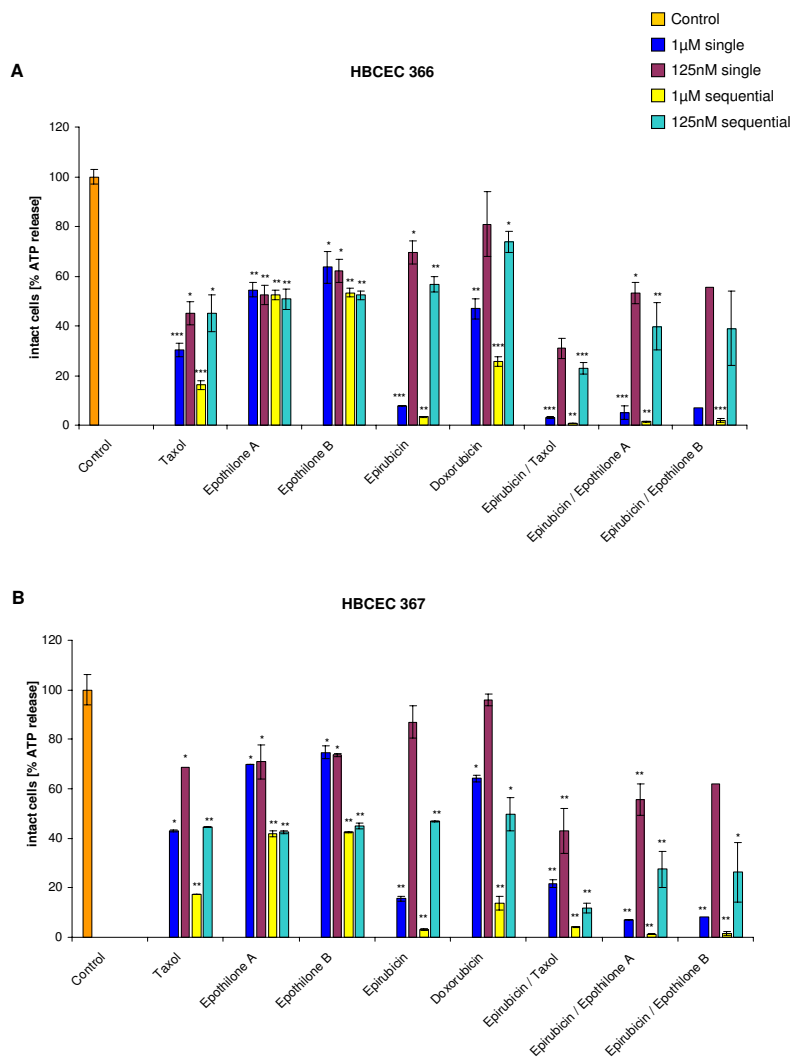 Control
1µM single
125nM single
1µM sequential
125nM sequential
A
HBCEC 366
intact cells [% ATP release]
120
100
80
60
40
20
0
***
*
***
*
**
**
**
**
*
*
**
**
***
*
**
**
**
***
*
***
**
***
***
*
**
**
***
Control
Taxol
Epothilone A
Epothilone B
Epirubicin
Doxorubicin
Epirubicin / Taxol
Epirubicin / Epothilone A
Epirubicin / Epothilone B
B
HBCEC 367
intact cells [% ATP release]
120
100
80
60
40
20
0
*
*
**
**
*
*
**
**
*
*
**
**
**
**
**
*
**
*
**
**
**
**
**
**
**
**
**
**
*
Control
Taxol
Epothilone A
Epothilone B
Epirubicin
Doxorubicin
Epirubicin / Taxol
Epirubicin / Epothilone A
Epirubicin / Epothilone B